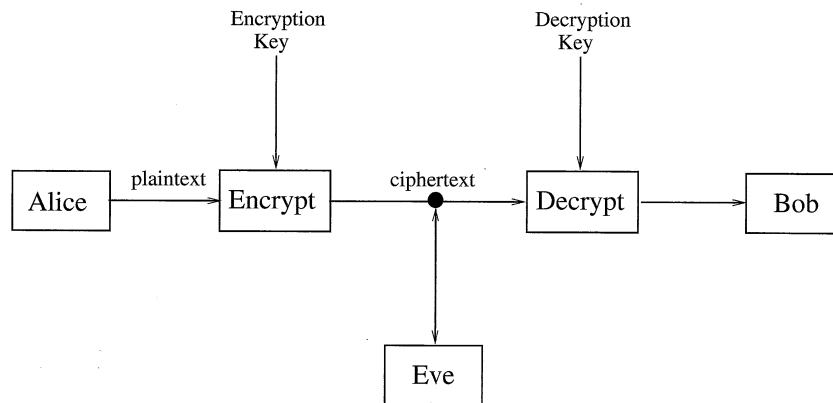 Encryption
Key
Decryption
Key
plaintext
ciphertext
Alice
Encrypt
Decrypt
Bob
Eve